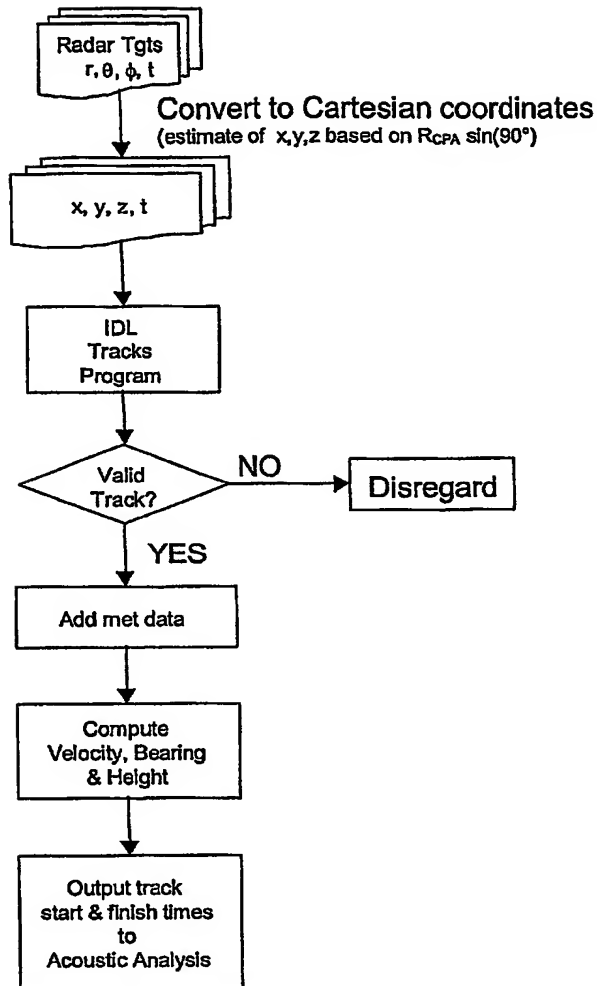 Radar Tgts
r, θ, ϕ, t
Convert to Cartesian coordinates
(estimate of x,y,z based on RCPA sin(90°)
x, y, z, t
IDL
Tracks
Program
Valid
Track?
NO
Disregard
YES
Add met data
Compute
Velocity, Bearing
& Height
Output track
start & finish times
to
Acoustic Analysis